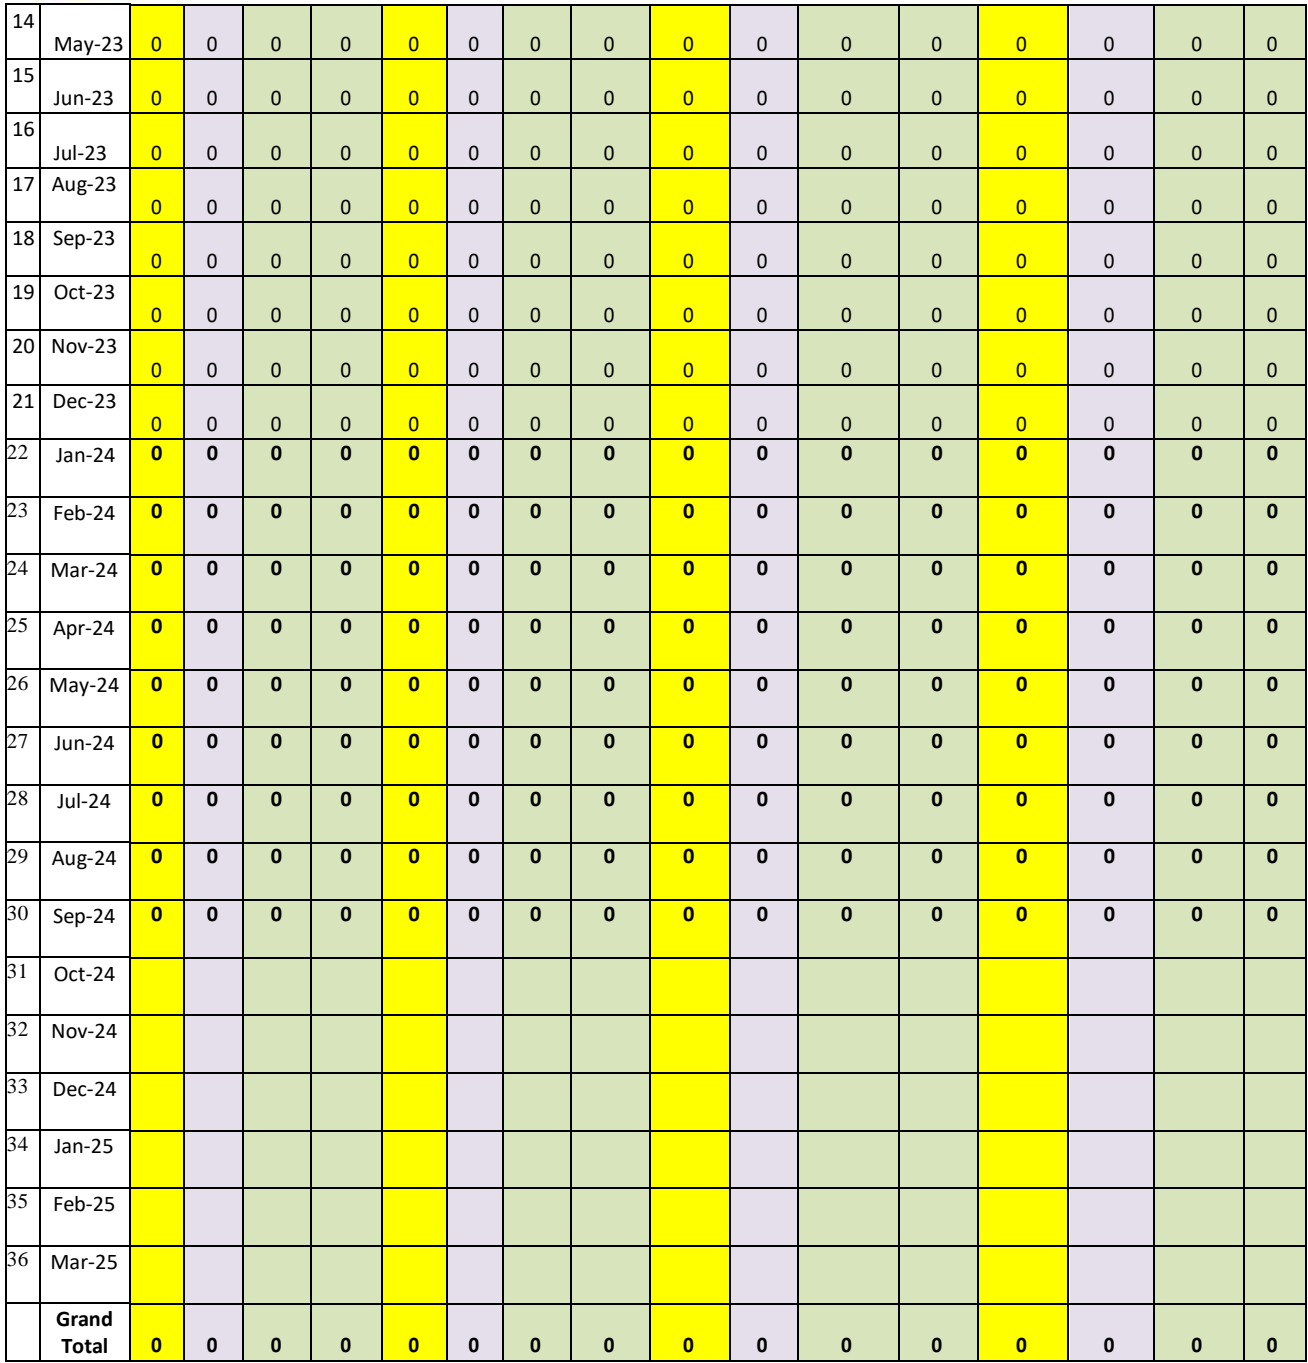 14 May-23 0 0 0 0 0 0 0 0 0 0 0 0 0 0 0 0
15 Jun-23 0 0 0 0 0 0 0 0 0 0 0 0 0 0 0 0
16 Jul-23 0 0 0 0 0 0 0 0 0 0 0 0 0 0 0 0
17 Aug-23 0 0 0 0 0 0 0 0 0 0 0 0 0 0 0 0
18 Sep-23 0 0 0 0 0 0 0 0 0 0 0 0 0 0 0 0
19 Oct-23 0 0 0 0 0 0 0 0 0 0 0 0 0 0 0 0
20 Nov-23 0 0 0 0 0 0 0 0 0 0 0 0 0 0 0 0
21 Dec-23 0 0 0 0 0 0 0 0 0 0 0 0 0 0 0 0
22 Jan-24 0 0 0 0 0 0 0 0 0 0 0 0 0 0 0 0
23 Feb-24 0 0 0 0 0 0 0 0 0 0 0 0 0 0 0 0
24 Mar-24 0 0 0 0 0 0 0 0 0 0 0 0 0 0 0 0
25 Apr-24 0 0 0 0 0 0 0 0 0 0 0 0 0 0 0 0
26 May-24 0 0 0 0 0 0 0 0 0 0 0 0 0 0 0 0
27 Jun-24 0 0 0 0 0 0 0 0 0 0 0 0 0 0 0 0
28 Jul-24 0 0 0 0 0 0 0 0 0 0 0 0 0 0 0 0
29 Aug-24 0 0 0 0 0 0 0 0 0 0 0 0 0 0 0 0
30 Sep-24 0 0 0 0 0 0 0 0 0 0 0 0 0 0 0 0
31 Oct-24
32 Nov-24
33 Dec-24
34 Jan-25
35 Feb-25
36 Mar-25
Grand
Total 0 0 0 0 0 0 0 0 0 0 0 0 0 0 0 0